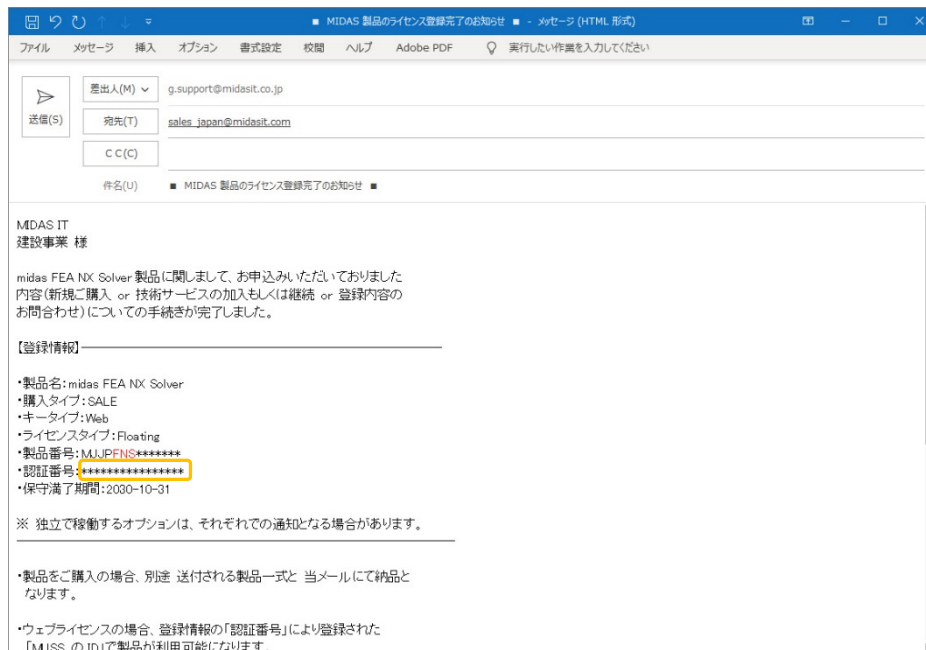 ■ MIDAS 製品のライセンス登録完了のお知らせ ■ - メッセージ (HTML 形式)
ファイル メッセージ 挿入 オプション 書式設定 校閲 ヘルプ Adobe PDF 実行したい作業を入力してください
送信(S)
差出人(M) g.support@midasit.co.jp
宛先(T) sales_japan@midasit.com
C C(C)
件名(U) ■ MIDAS 製品のライセンス登録完了のお知らせ ■
MIDAS IT
建設事業 様
midas FEA NX Solver 製品に関しまして、お申込みいただいておりました
内容(新規ご購入 or 技術サービスの加入もしくは継続 or 登録内容の
お問合わせ)についての手続きが完了しました。
【登録情報】
・製品名:midas FEA NX Solver
・購入タイプ:SALE
・キータイプ:Web
・ライセンスタイプ:Floating
・製品番号:MJJPFNS*******
・認証番号:****************
・保守満了期間:2030-10-31
※ 独立で稼働するオプションは、それぞれでの通知となる場合があります。
・製品をご購入の場合、別途 送付される製品一式と 当メールにて納品と
なります。
・ウェブライセンスの場合、登録情報の「認証番号」により登録された
「MJSS のID」で製品が利用可能になります。